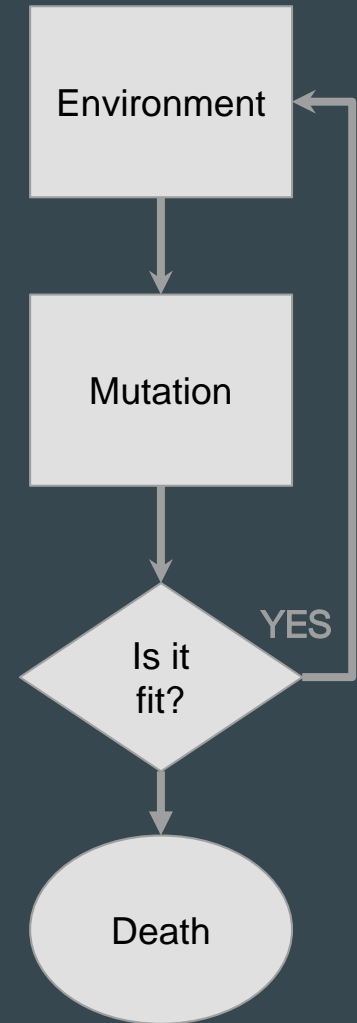 Environment
Mutation
YES
Is it
fit?
Death